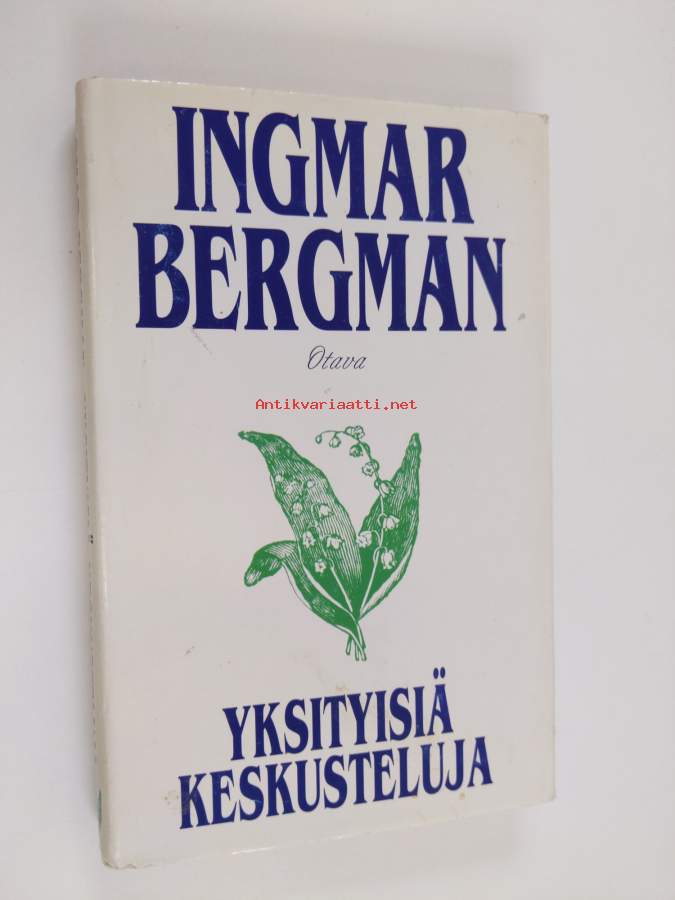 INGMAR
BERGMAN
Otava
Antikvariaatti.net
YKSITYISIÄ
KESKUSTELUJA